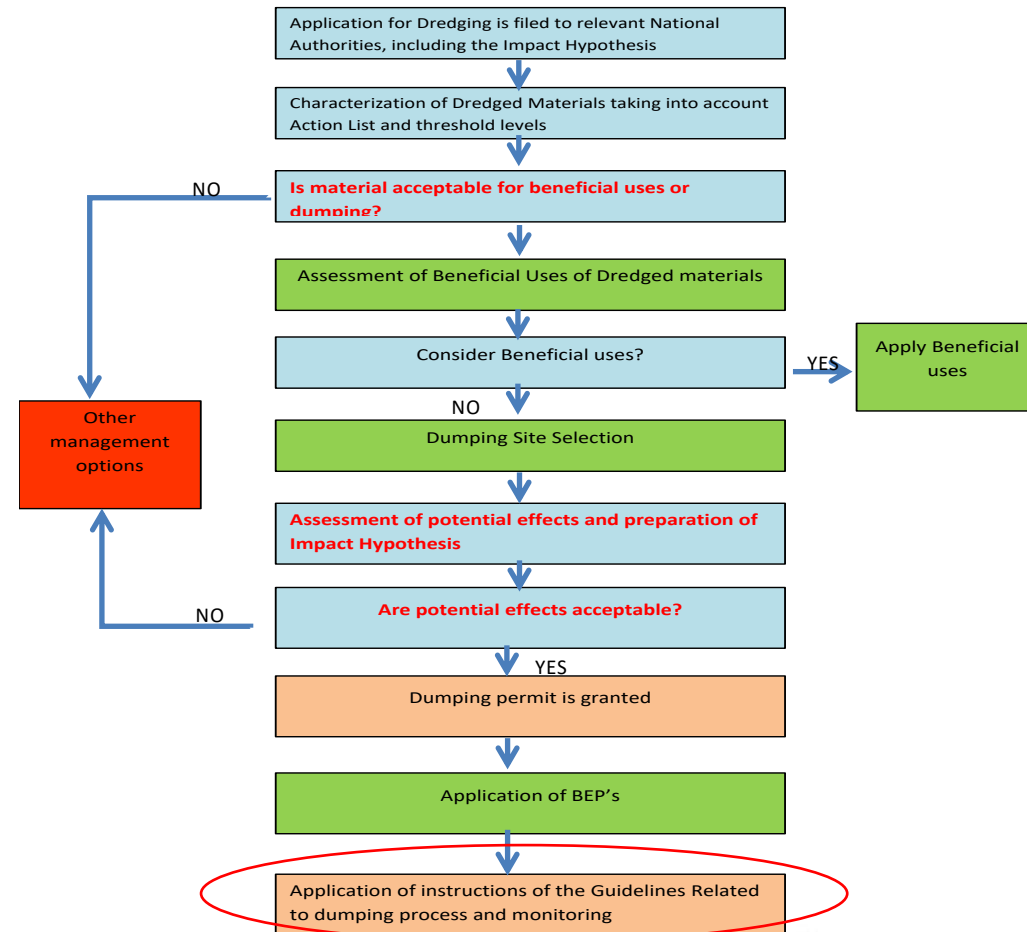 Application for Dredging is filed to relevant National
Authorities, including the Impact Hypothesis
Characterization of Dredged Materials taking into account
Action List and threshold levels
NO
Is material acceptable for beneficial uses or
dumping?
Assessment of Beneficial Uses of Dredged materials
Consider Beneficial uses?
YES
Apply Beneficial
uses
NO
Other
management
options
Dumping Site Selection
Assessment of potential effects and preparation of
Impact Hypothesis
Are potential effects acceptable?
NO
YES
Dumping permit is granted
Application of BEP’s
Application of instructions of the Guidelines Related
to dumping process and monitoring